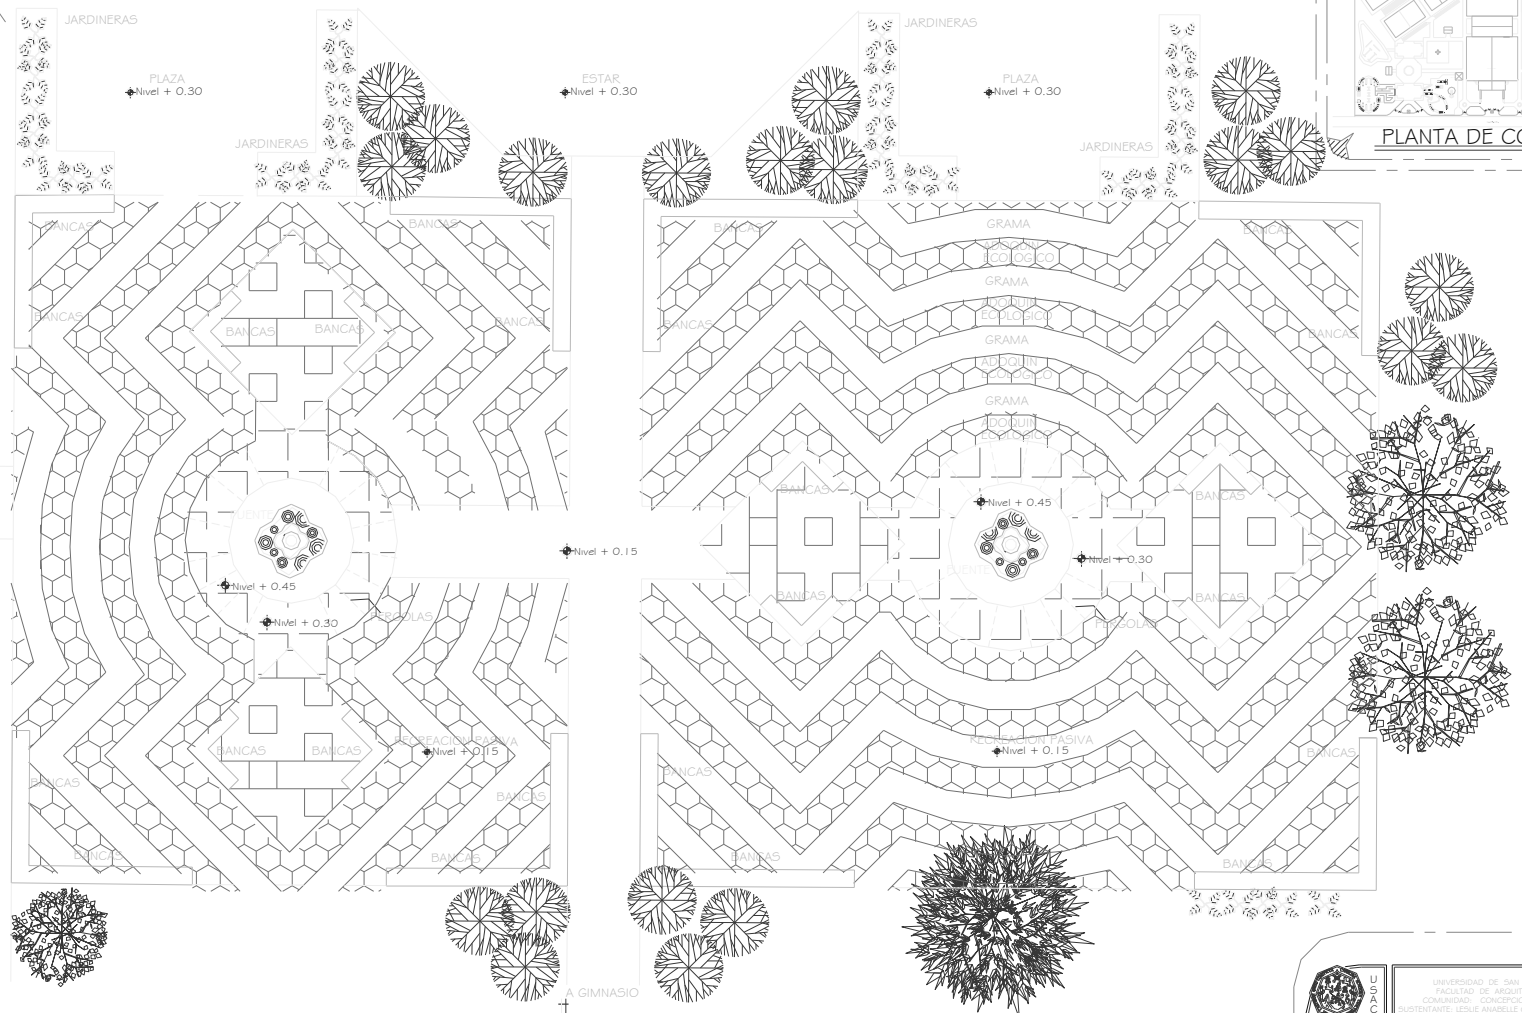 JARDINERAS
JARDINERAS
PLAZA
ESTAR
PLAZA
Nivel + 0.30
Nivel + 0.30
Nivel + 0.30
PLANTA DE CO
JARDINERAS
JARDINERAS
BANCAS
BANCAS
BANCAS
GRAMA
BANCAS
ADOQUIN
ECOLOGICO
GRAMA
ADOQUIN
ECOLOGICO
BANCAS
BANCAS
BANCAS
BANCAS
BANCAS
BANCAS
GRAMA
ADOQUIN
ECOLOGICO
GRAMA
ADOQUIN
ECOLOGICO
BANCAS
BANCAS
Nivel + 0.45
Nivel + 0.15
Nivel + 0.30
FUENTE
FUENTE
Nivel + 0.45
BANCAS
BANCAS
Nivel + 0.30
PERGOLAS
PERGOLAS
RECREACION PASIVA
RECREACION PASIVA
BANCAS
BANCAS
Nivel + 0.15
Nivel + 0.15
BANCAS
BANCAS
BANCAS
BANCAS
BANCAS
BANCAS
BANCAS
BANCAS
A GIMNASIO
USAC
UNIVERSIDAD DE SAN
FACULTAD DE ARQUIT
COMUNIDAD: CONCEPCIO
SUSTENTANTE: LESLIE ANABELLE